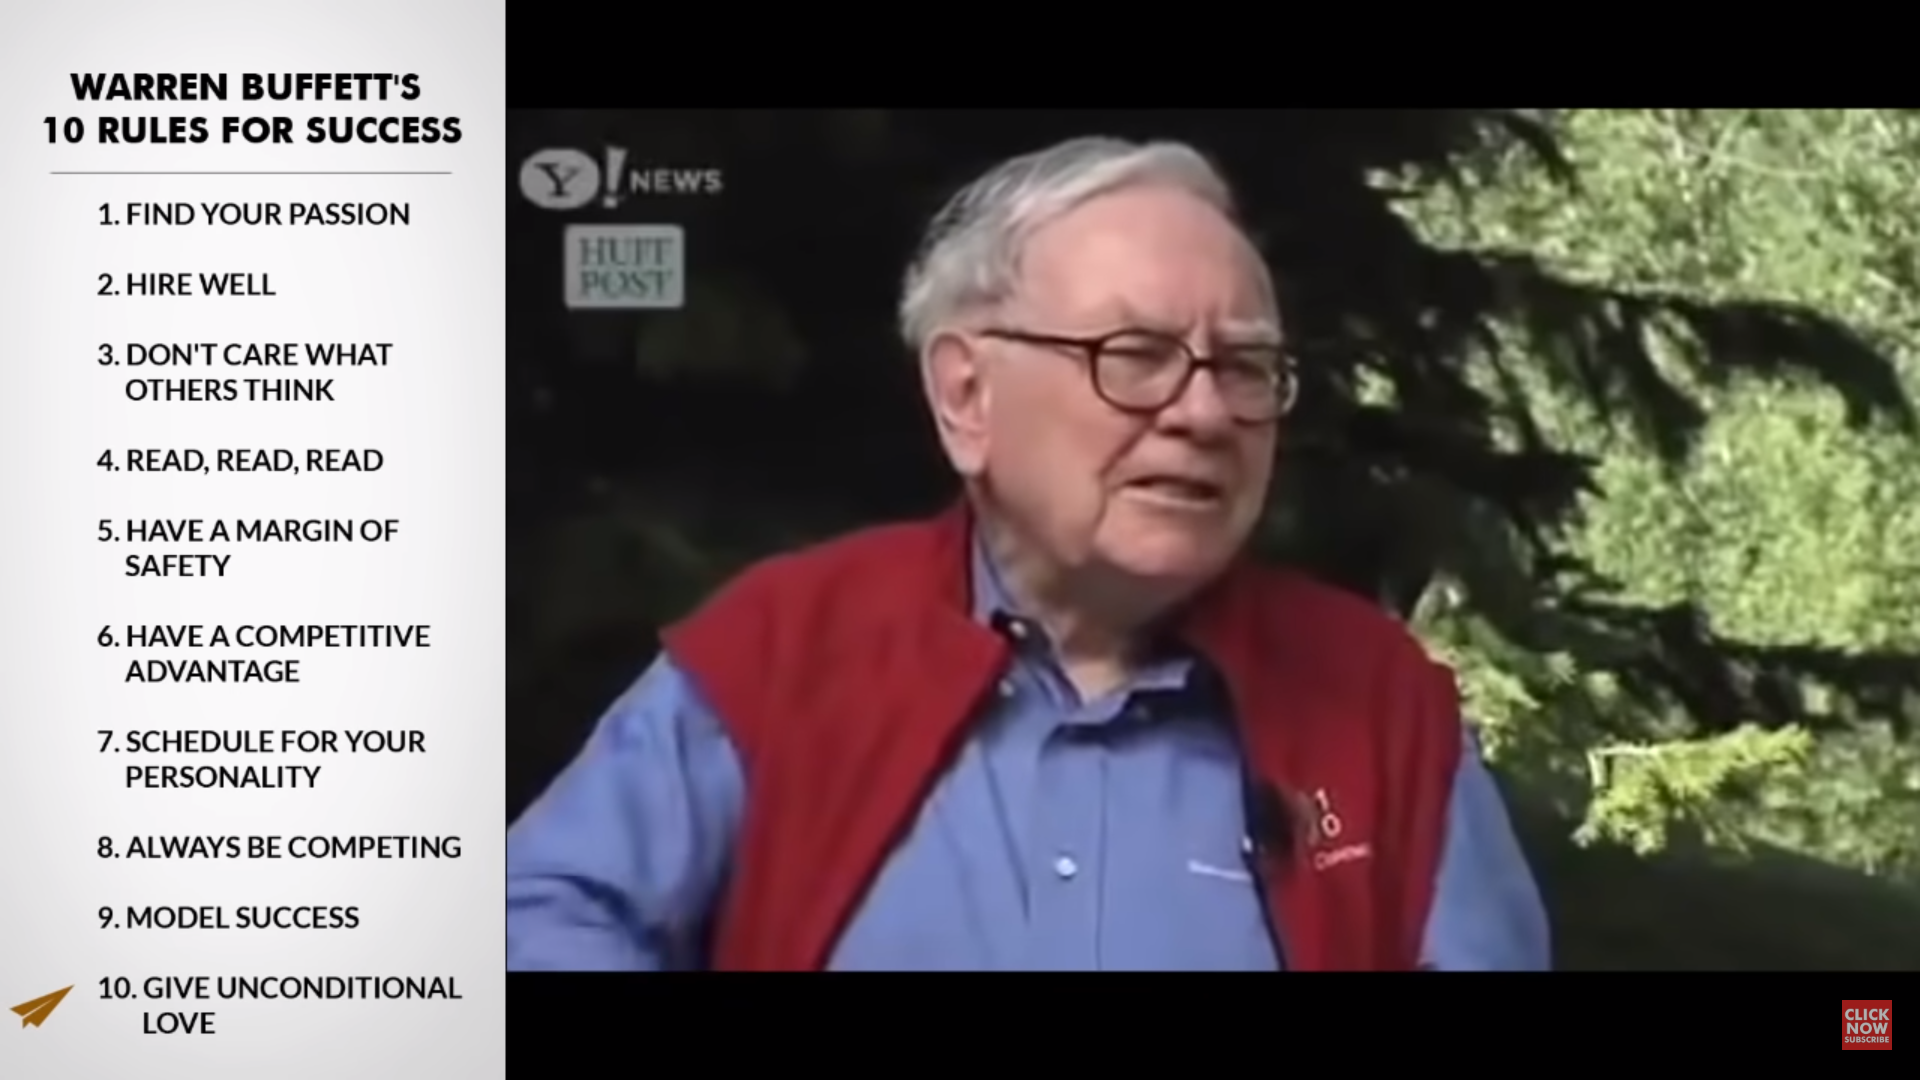 WARREN BUFFETT'S
10 RULES FOR SUCCESS
1. FIND YOUR PASSION
2. HIRE WELL
3. DON'T CARE WHAT
OTHERS THINK
4. READ, READ, READ
5. HAVE A MARGIN OF
SAFETY
6. HAVE A COMPETITIVE
ADVANTAGE
7. SCHEDULE FOR YOUR
PERSONALITY
8. ALWAYS BE COMPETING
9. MODEL SUCCESS
10. GIVE UNCONDITIONAL
LOVE
Y! NEWS
HUFF
POST
10
CLICK
NOW
SUBSCRIBE